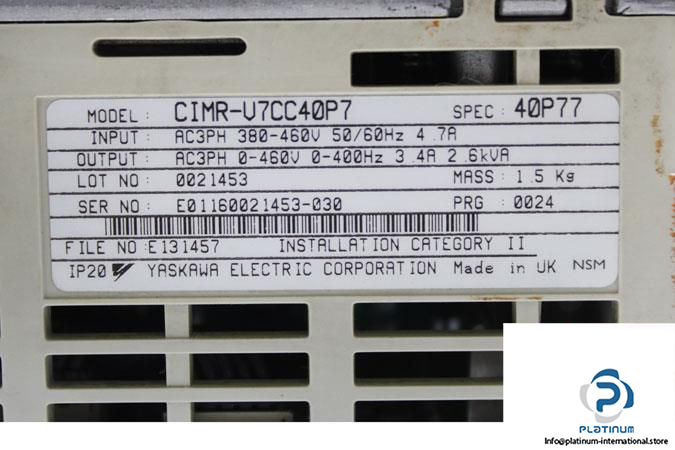 MODEL : CIMR-V7CC40P7 SPEC : 40P77
INPUT : AC3PH 380-460V 50/60Hz 4.7A
OUTPUT : AC3PH 0-460V 0-400Hz 3.4A 2.6kVA
LOT NO : 0021453 MASS : 1.5 Kg
SER NO : E01160021453-030 PRG : 0024
FILE NO : E131457 INSTALLATION CATEGORY II
IP20 YASKAWA ELECTRIC CORPORATION Made in UK NSM
PLATINUM
Info@platinum-international.store